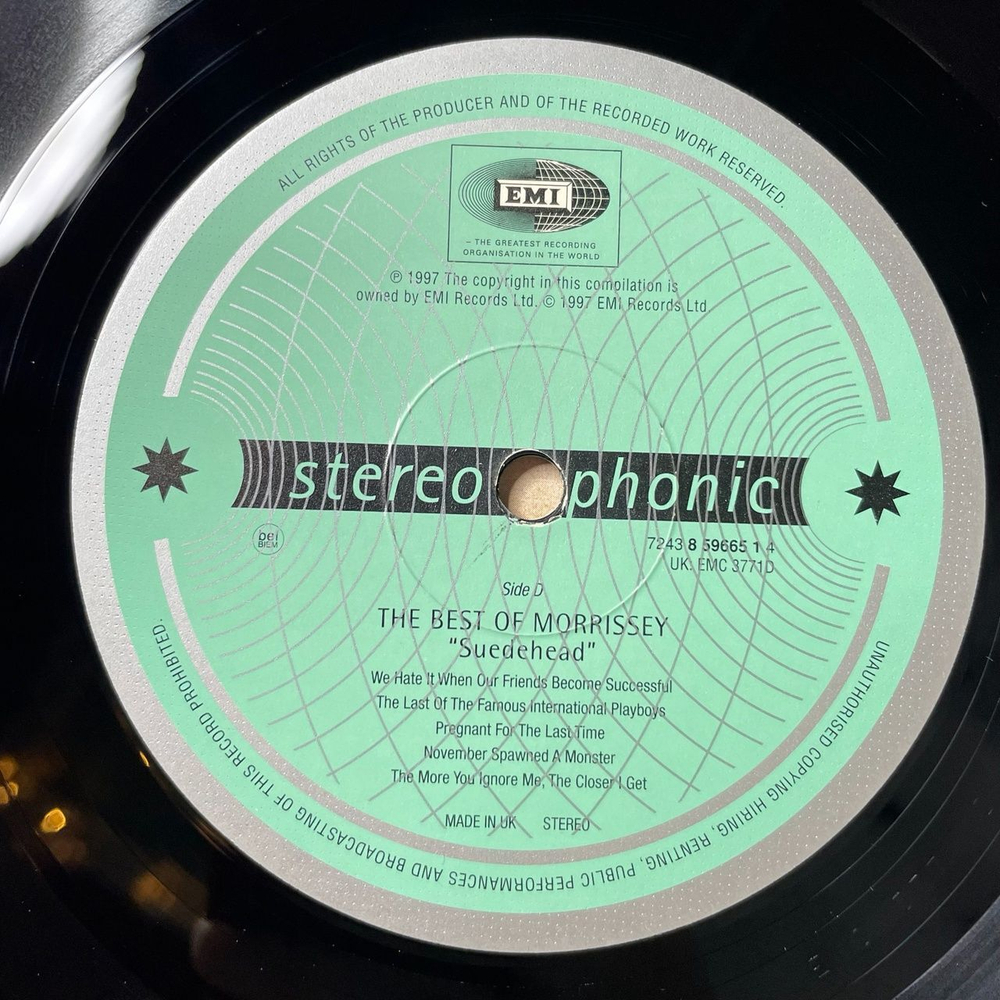 ALL RIGHTS OF THE PRODUCER AND OF THE RECORDED WORK RESERVED.
EMI
– THE GREATEST RECORDING
ORGANISATION IN THE WORLD
℗ 1997 The copyright in this compilation is
owned by EMI Records Ltd. © 1997 EMI Records Ltd
stereo phonic
bel
BIEM
7243 8 59665 1 4
UK: EMC 3771D
Side D
THE BEST OF MORRISSEY
"Suedehead"
We Hate It When Our Friends Become Successful
The Last Of The Famous International Playboys
Pregnant For The Last Time
November Spawned A Monster
The More You Ignore Me, The Closer I Get
MADE IN UK STEREO
UNAUTHORISED COPYING HIRING, RENTING, PUBLIC PERFORMANCES AND BROADCASTING OF THIS RECORD PROHIBITED.